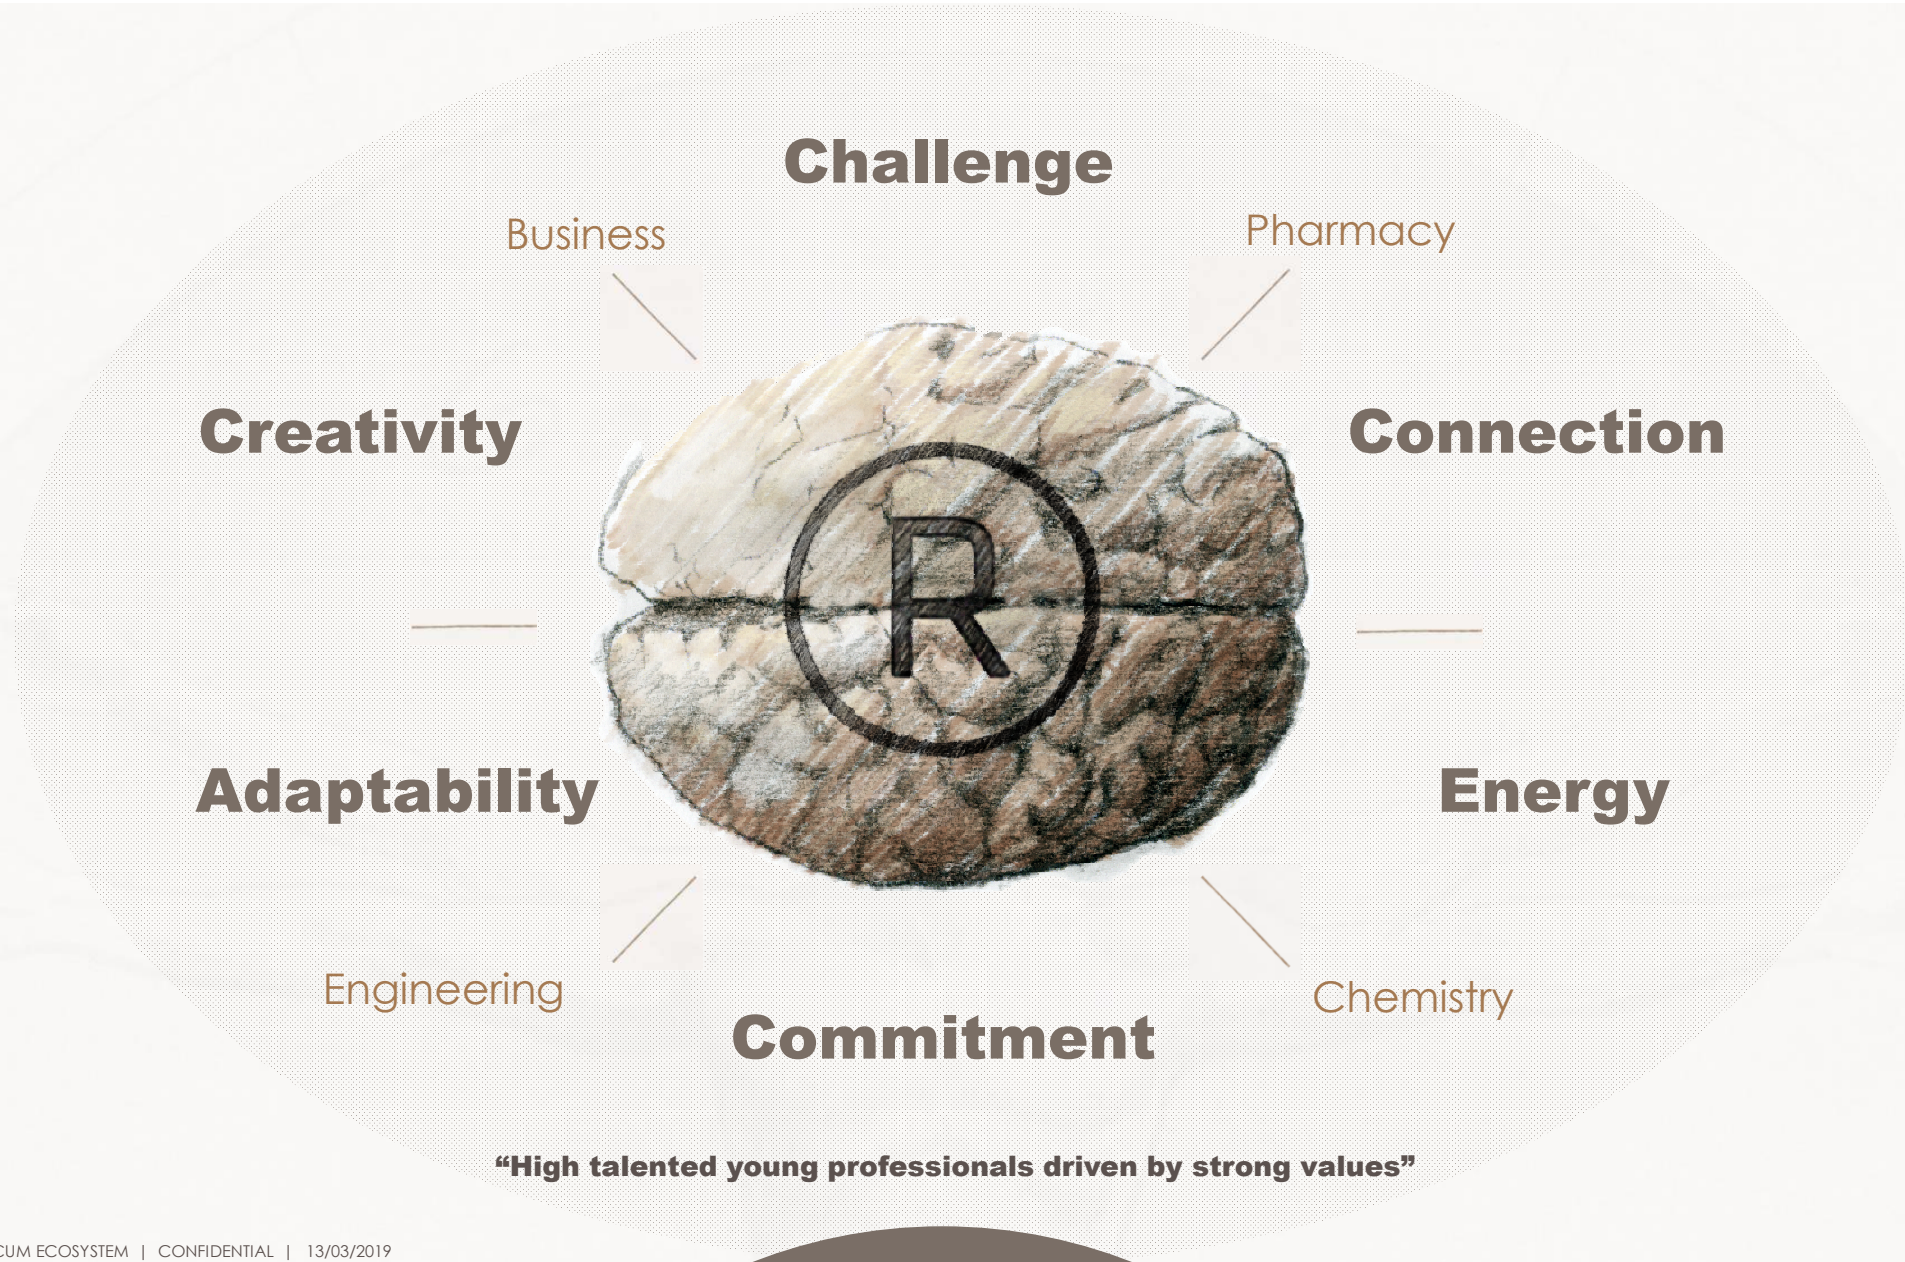 Challenge
Business
Pharmacy
Creativity
Connection
R
Adaptability
Energy
Engineering
Chemistry
Commitment
“High talented young professionals driven by strong values”
ECOSYSTEM | CONFIDENTIAL | 13/03/2019